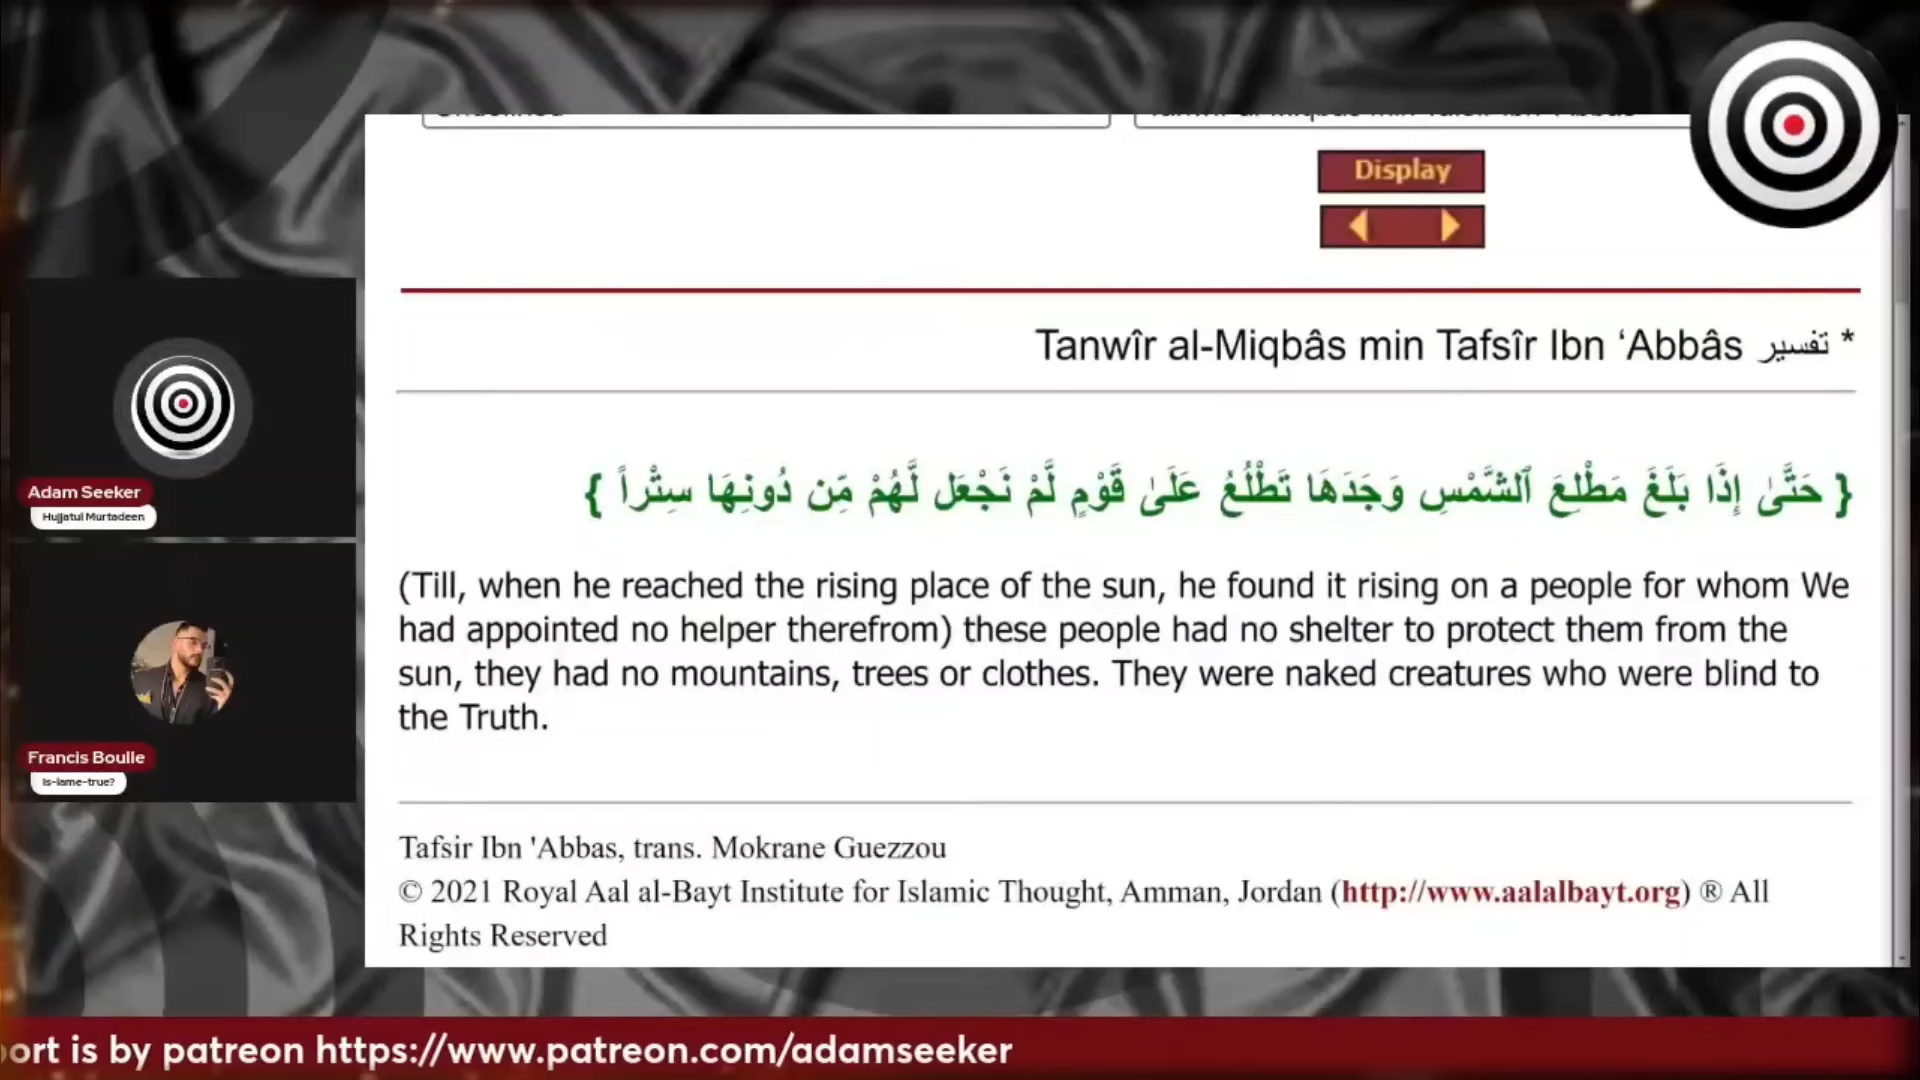 Display
* تفسير Tanwîr al-Miqbâs min Tafsîr Ibn ‘Abbâs
{ حَتَّىٰ إِذَا بَلَغَ مَطْلِعَ ٱلشَّمْسِ وَجَدَهَا تَطْلُعُ عَلَىٰ قَوْمٍ لَّمْ نَجْعَل لَّهُمْ مِّن دُونِهَا سِتْراً }
(Till, when he reached the rising place of the sun, he found it rising on a people for whom We
had appointed no helper therefrom) these people had no shelter to protect them from the
sun, they had no mountains, trees or clothes. They were naked creatures who were blind to
the Truth.
Tafsir Ibn 'Abbas, trans. Mokrane Guezzou
© 2021 Royal Aal al-Bayt Institute for Islamic Thought, Amman, Jordan (http://www.aalalbayt.org) ® All
Rights Reserved
Adam Seeker
Hujjatul Murtadeen
Francis Boulle
Is-lame-true?
ort is by patreon https://www.patreon.com/adamseeker